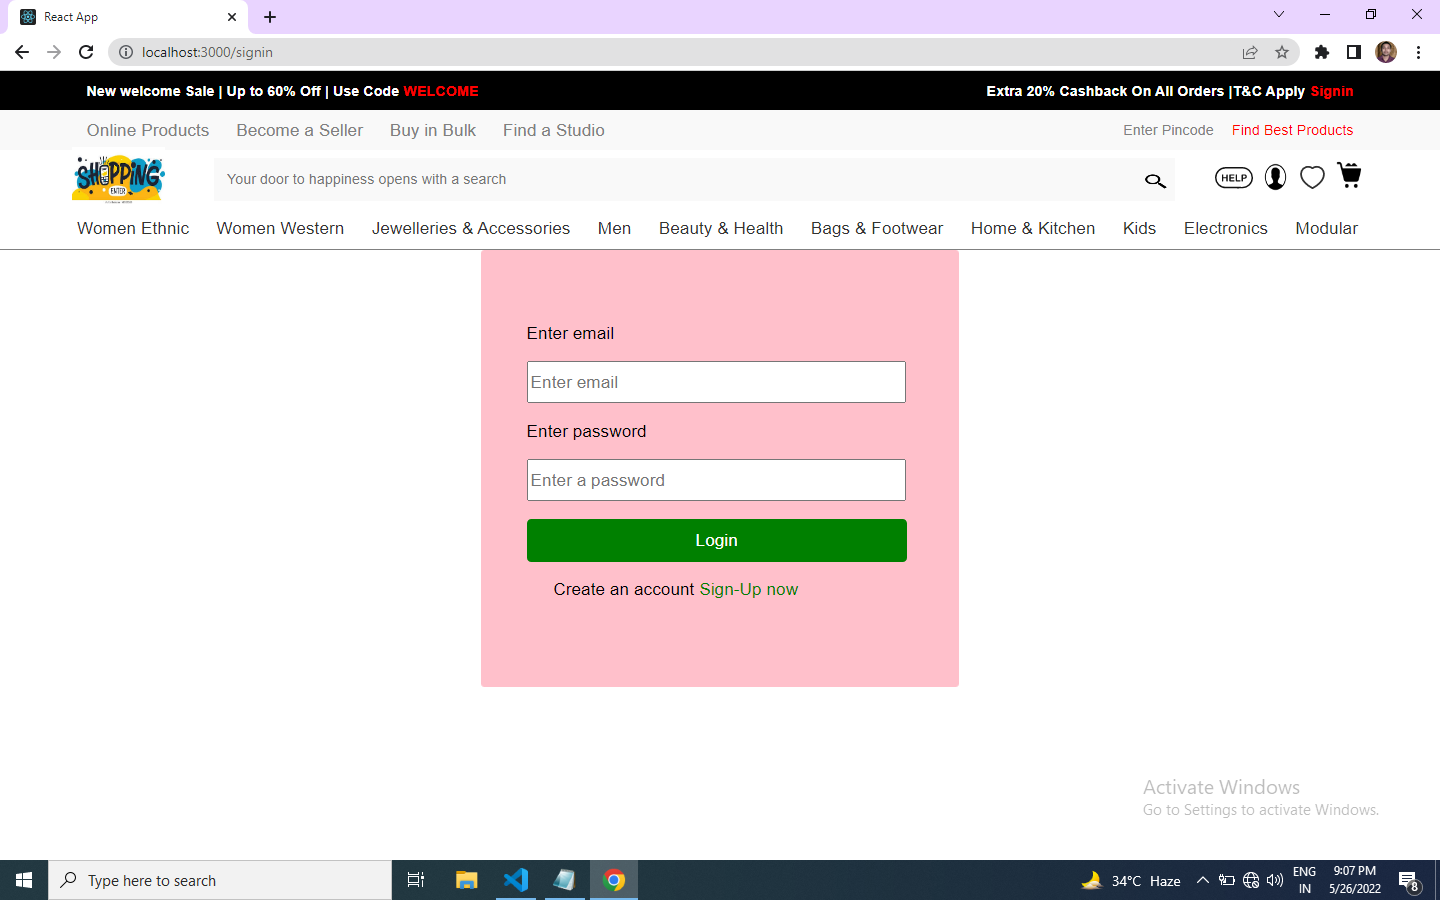 React App
localhost:3000/signin
New welcome Sale | Up to 60% Off | Use Code WELCOME
Extra 20% Cashback On All Orders |T&C Apply Signin
Online Products Become a Seller Buy in Bulk Find a Studio
Enter Pincode Find Best Products
SHOPPING
ENTER
Your door to happiness opens with a search
HELP
Women Ethnic Women Western Jewelleries & Accessories Men Beauty & Health Bags & Footwear Home & Kitchen Kids Electronics Modular
Enter email
Enter email
Enter password
Enter a password
Login
Create an account Sign-Up now
Activate Windows
Go to Settings to activate Windows.
Type here to search
34°C Haze
ENG
IN
9:07 PM
5/26/2022
8